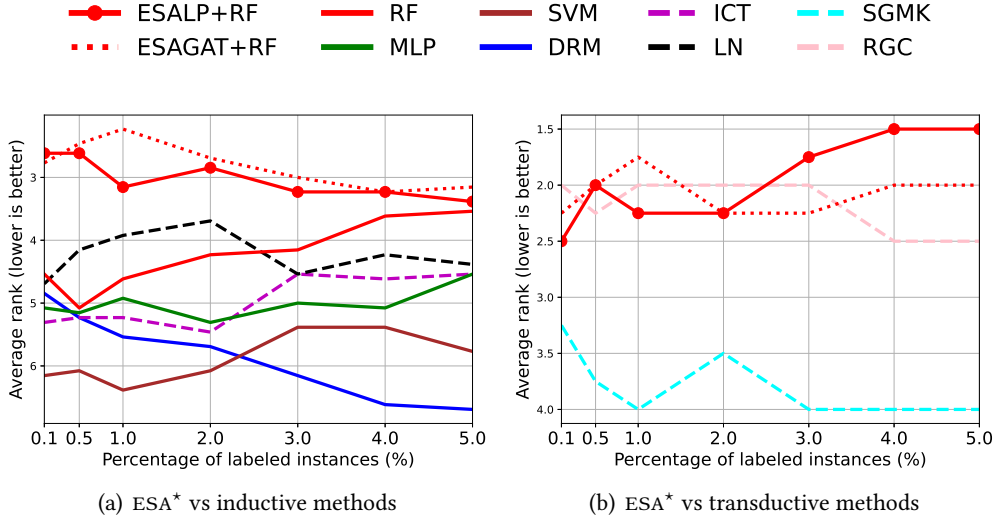 ESALP+RF RF SVM ICT SGMK
ESAGAT+RF MLP DRM LN RGC
Average rank (lower is better)
3
4
5
6
0.1 0.5 1.0 2.0 3.0 4.0 5.0
Percentage of labeled instances (%)
(a) ESA* vs inductive methods
Average rank (lower is better)
1.5
2.0
2.5
3.0
3.5
4.0
0.1 0.5 1.0 2.0 3.0 4.0 5.0
Percentage of labeled instances (%)
(b) ESA* vs transductive methods